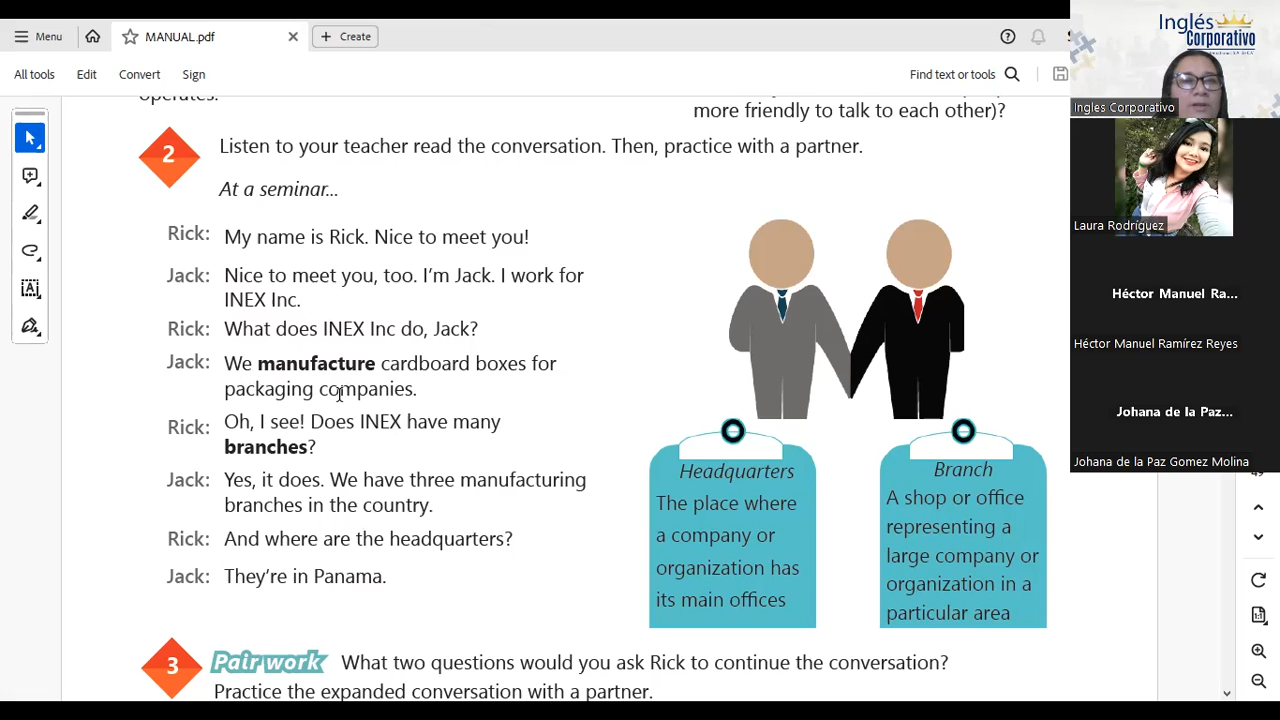 Menu
MANUAL.pdf
Create
All tools
Edit
Convert
Sign
Find text or tools
operates.
more friendly to talk to each other)?
2
Listen to your teacher read the conversation. Then, practice with a partner.
At a seminar...
Rick: My name is Rick. Nice to meet you!
Jack: Nice to meet you, too. I'm Jack. I work for
INEX Inc.
Rick: What does INEX Inc do, Jack?
Jack: We manufacture cardboard boxes for
packaging companies.
Rick: Oh, I see! Does INEX have many
branches?
Jack: Yes, it does. We have three manufacturing
branches in the country.
Rick: And where are the headquarters?
Jack: They're in Panama.
Headquarters
The place where
a company or
organization has
its main offices
Branch
A shop or office
representing a
large company or
organization in a
particular area
3
Pair work What two questions would you ask Rick to continue the conversation?
Practice the expanded conversation with a partner.
Inglés
Corporativo
Ingles Corporativo
Laura Rodríguez
Héctor Manuel Ra...
Héctor Manuel Ramírez Reyes
Johana de la Paz...
Johana de la Paz Gomez Molina